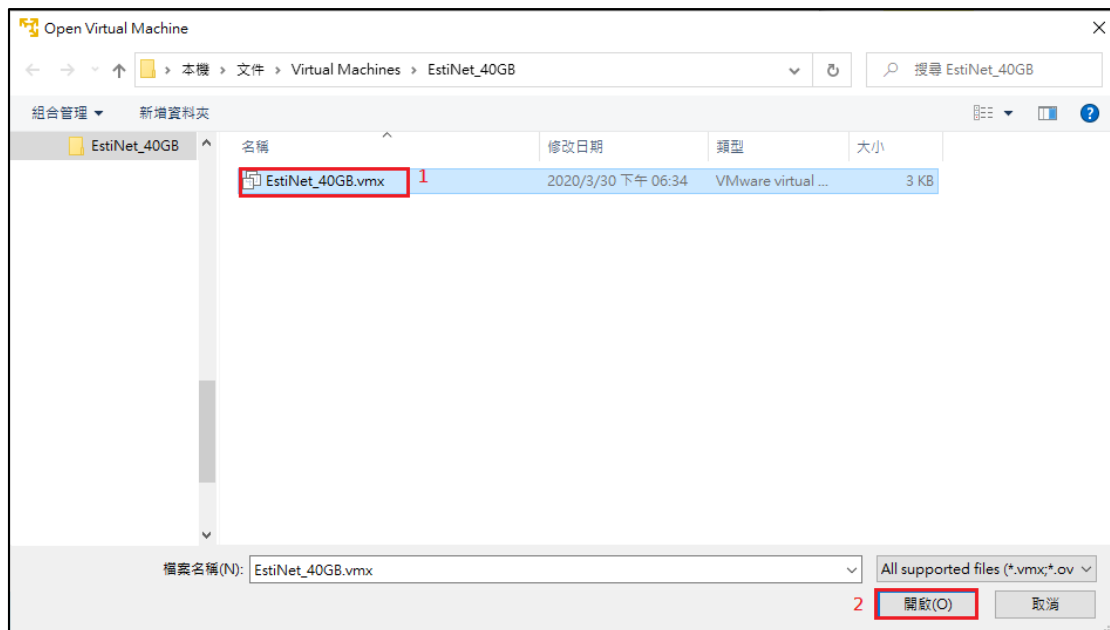 Open Virtual Machine
本機 › 文件 › Virtual Machines › EstiNet_40GB
搜尋 EstiNet_40GB
組合管理 新增資料夾
EstiNet_40GB
名稱 修改日期 類型 大小
EstiNet_40GB.vmx 1 2020/3/30 下午 06:34 VMware virtual ... 3 KB
檔案名稱(N): EstiNet_40GB.vmx All supported files (*.vmx;*.ov
2 開啟(O) 取消